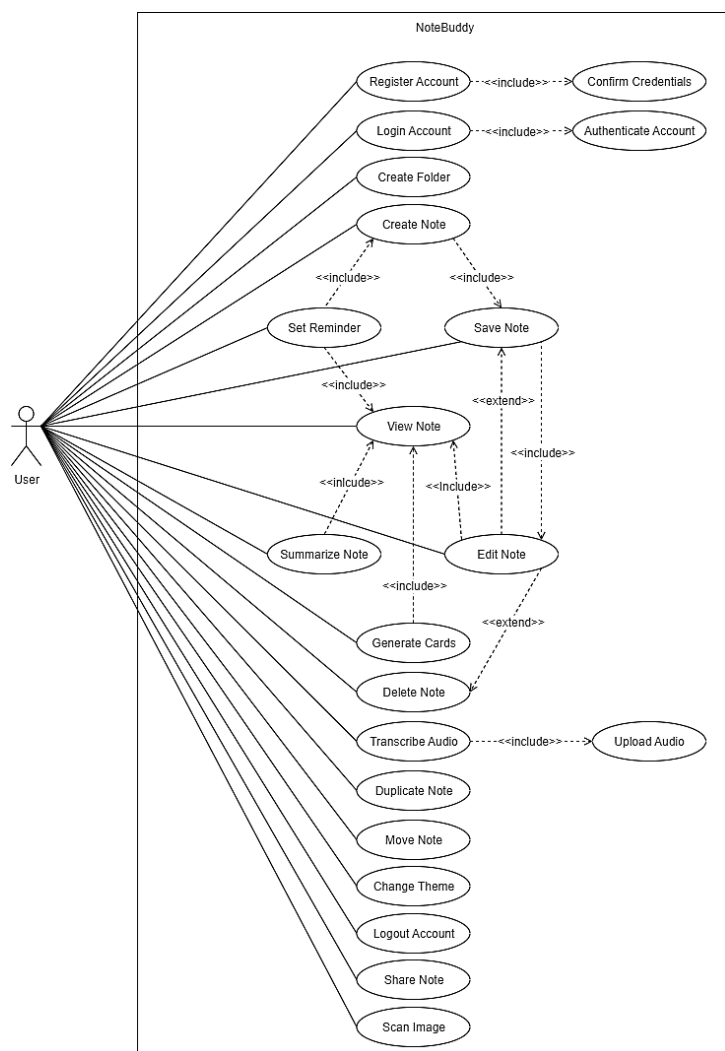 NoteBuddy
Register Account
<<include>>
Confirm Credentials
Login Account
<<include>>
Authenticate Account
Create Folder
Create Note
<<include>>
<<include>>
Set Reminder
Save Note
<<include>>
<<extend>>
View Note
User
<<inlcude>>
<<Include>>
<<include>>
Summarize Note
Edit Note
<<include>>
<<extend>>
Generate Cards
Delete Note
Transcribe Audio
<<include>>
Upload Audio
Duplicate Note
Move Note
Change Theme
Logout Account
Share Note
Scan Image